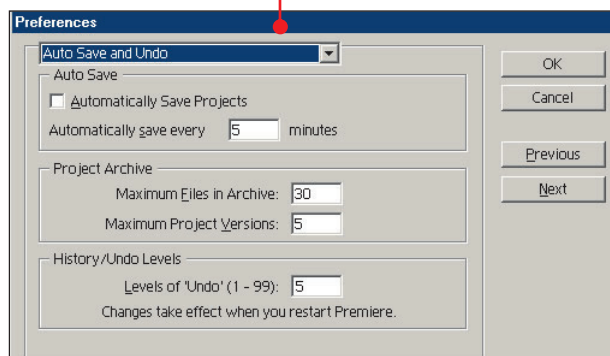 Preferences
Auto Save and Undo
OK
Auto Save
Automatically Save Projects
Cancel
Automatically save every 5 minutes
Previous
Project Archive
Maximum Files in Archive: 30
Next
Maximum Project Versions: 5
History/Undo Levels
Levels of 'Undo' (1 - 99): 5
Changes take effect when you restart Premiere.